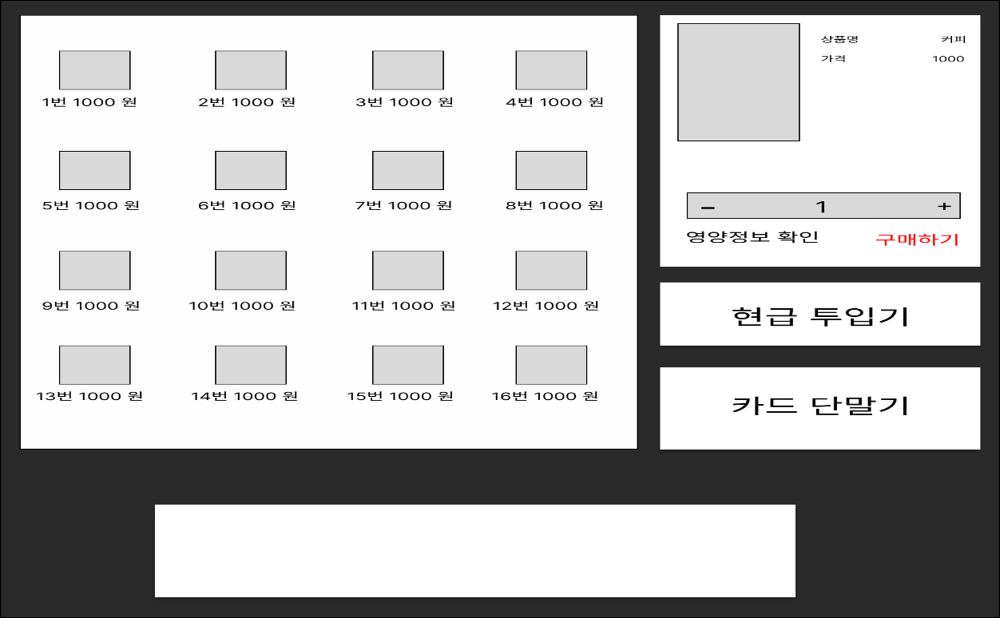 1번 1000 원
2번 1000 원
3번 1000 원
4번 1000 원
5번 1000 원
6번 1000 원
7번 1000 원
8번 1000 원
9번 1000 원
10번 1000 원
11번 1000 원
12번 1000 원
13번 1000 원
14번 1000 원
15번 1000 원
16번 1000 원
상품명 커피
가격 1000
– 1 +
영양정보 확인 구매하기
현급 투입기
카드 단말기